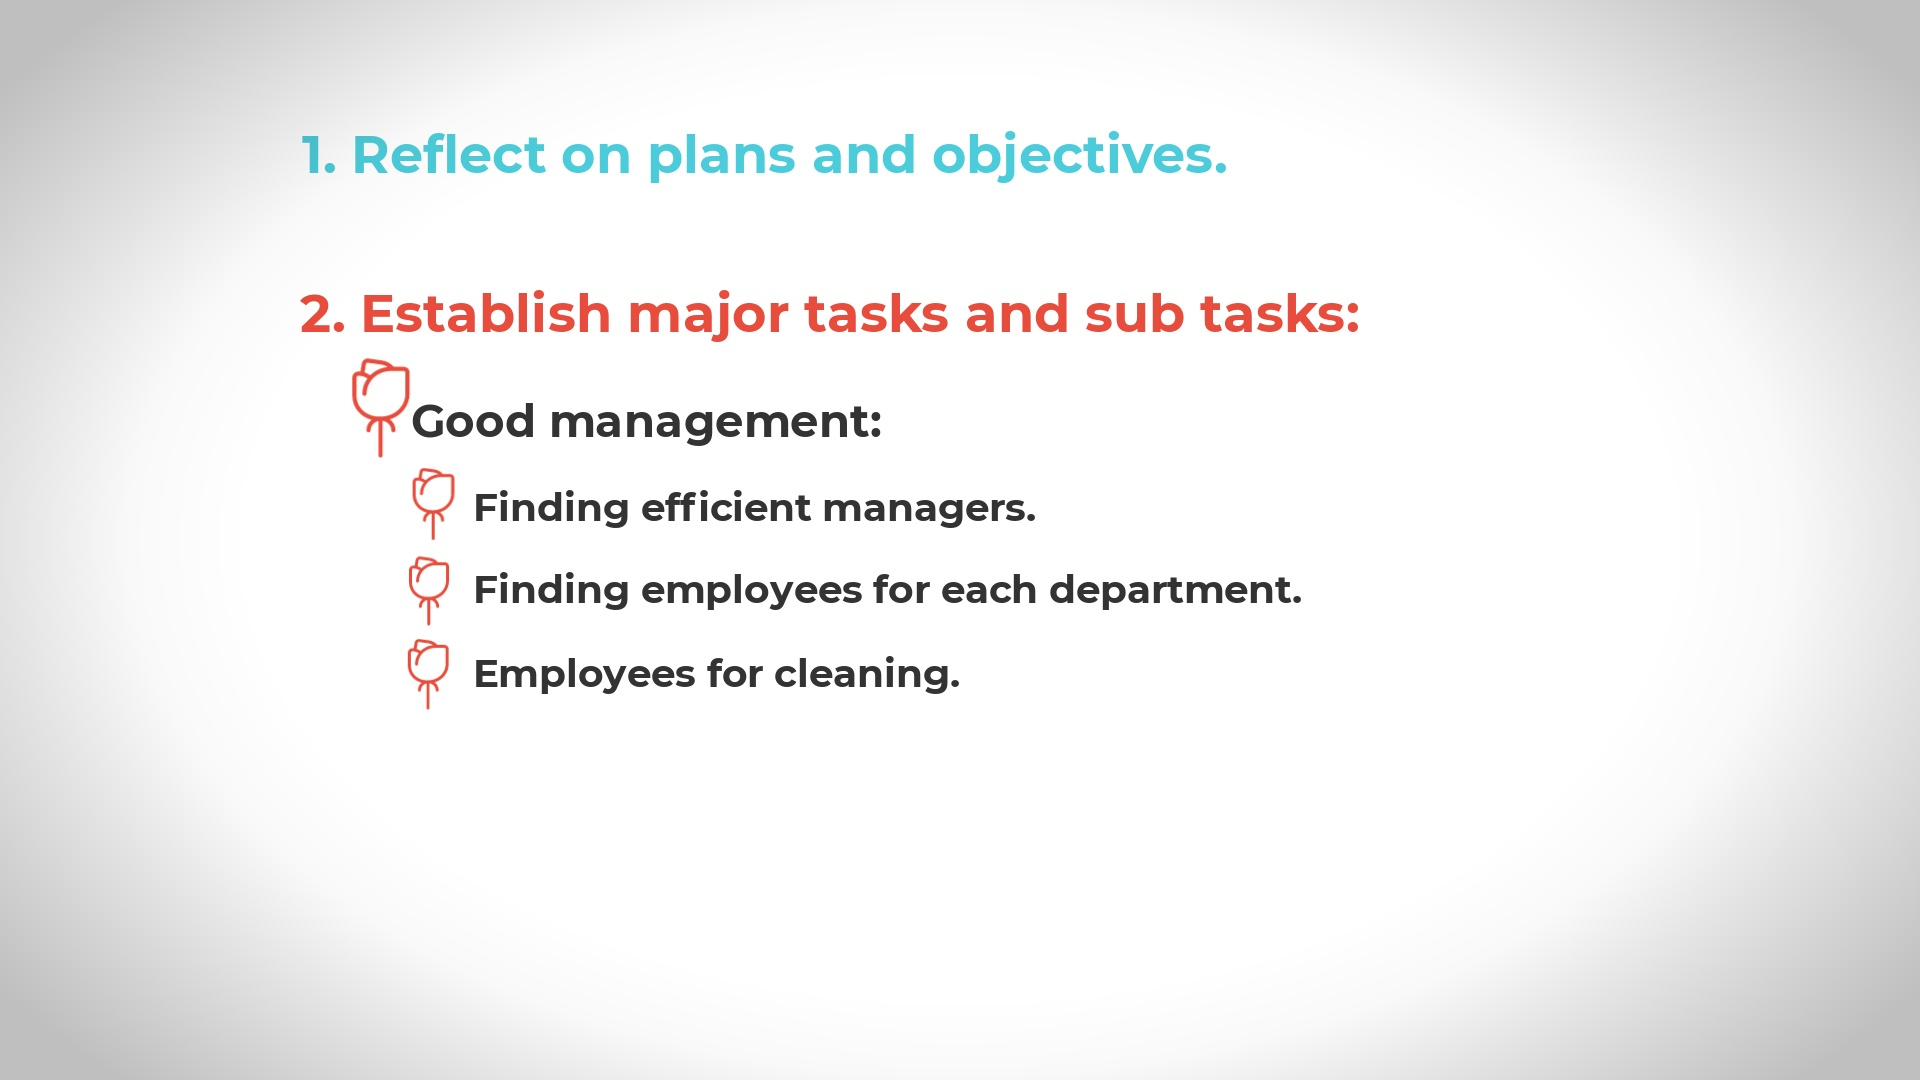 1. Reflect on plans and objectives.
2. Establish major tasks and sub tasks:
Good management:
Finding efficient managers.
Finding employees for each department.
Employees for cleaning.